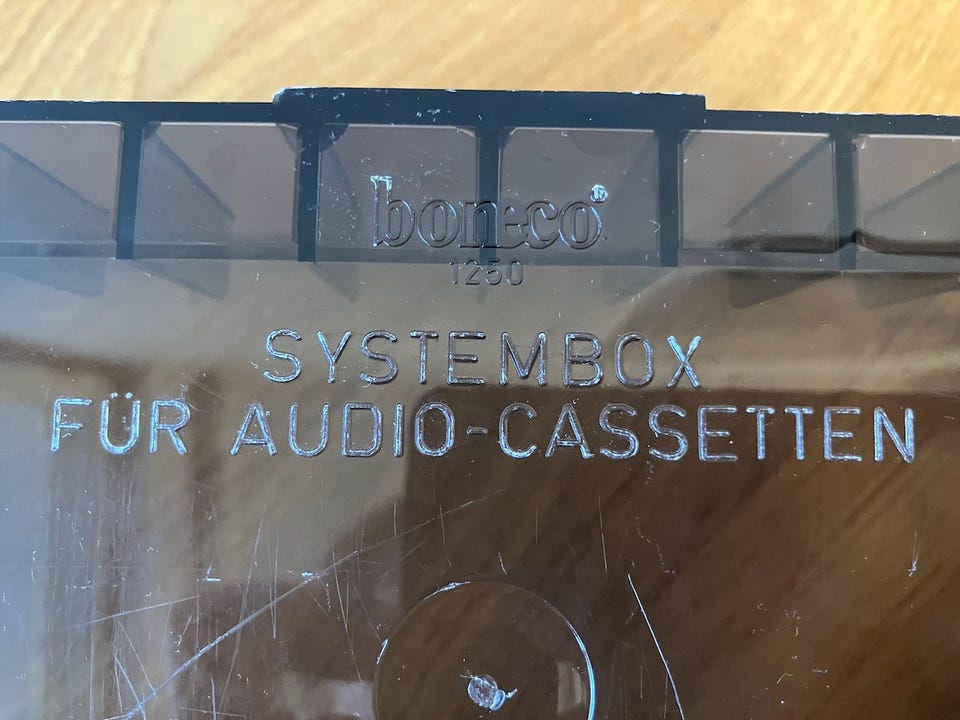 boneco®
1250
SYSTEMBOX
FÜR AUDIO-CASSETTEN